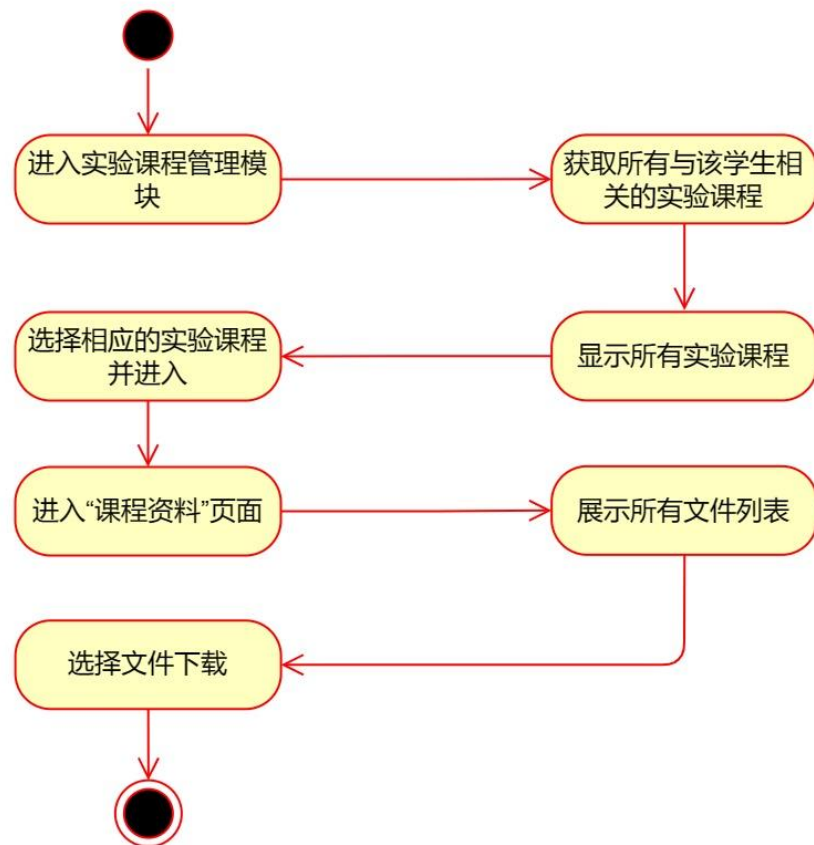 进入实验课程管理模
块
获取所有与该学生相
关的实验课程
选择相应的实验课程
并进入
显示所有实验课程
进入“课程资料”页面
展示所有文件列表
选择文件下载